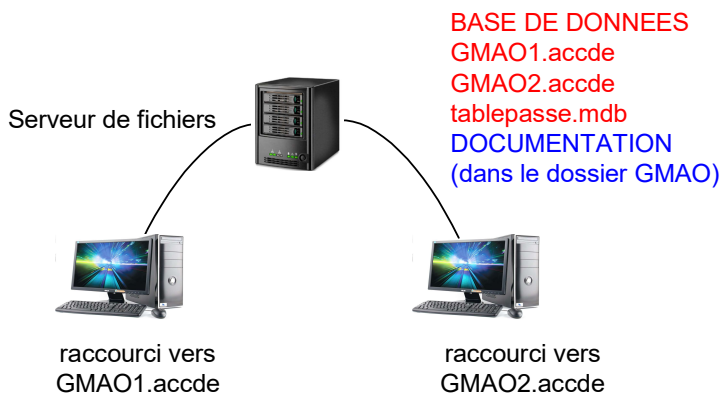 BASE DE DONNEES
GMAO1.accde
GMAO2.accde
tablepasse.mdb
DOCUMENTATION
(dans le dossier GMAO)
Serveur de fichiers
raccourci vers
GMAO1.accde
raccourci vers
GMAO2.accde